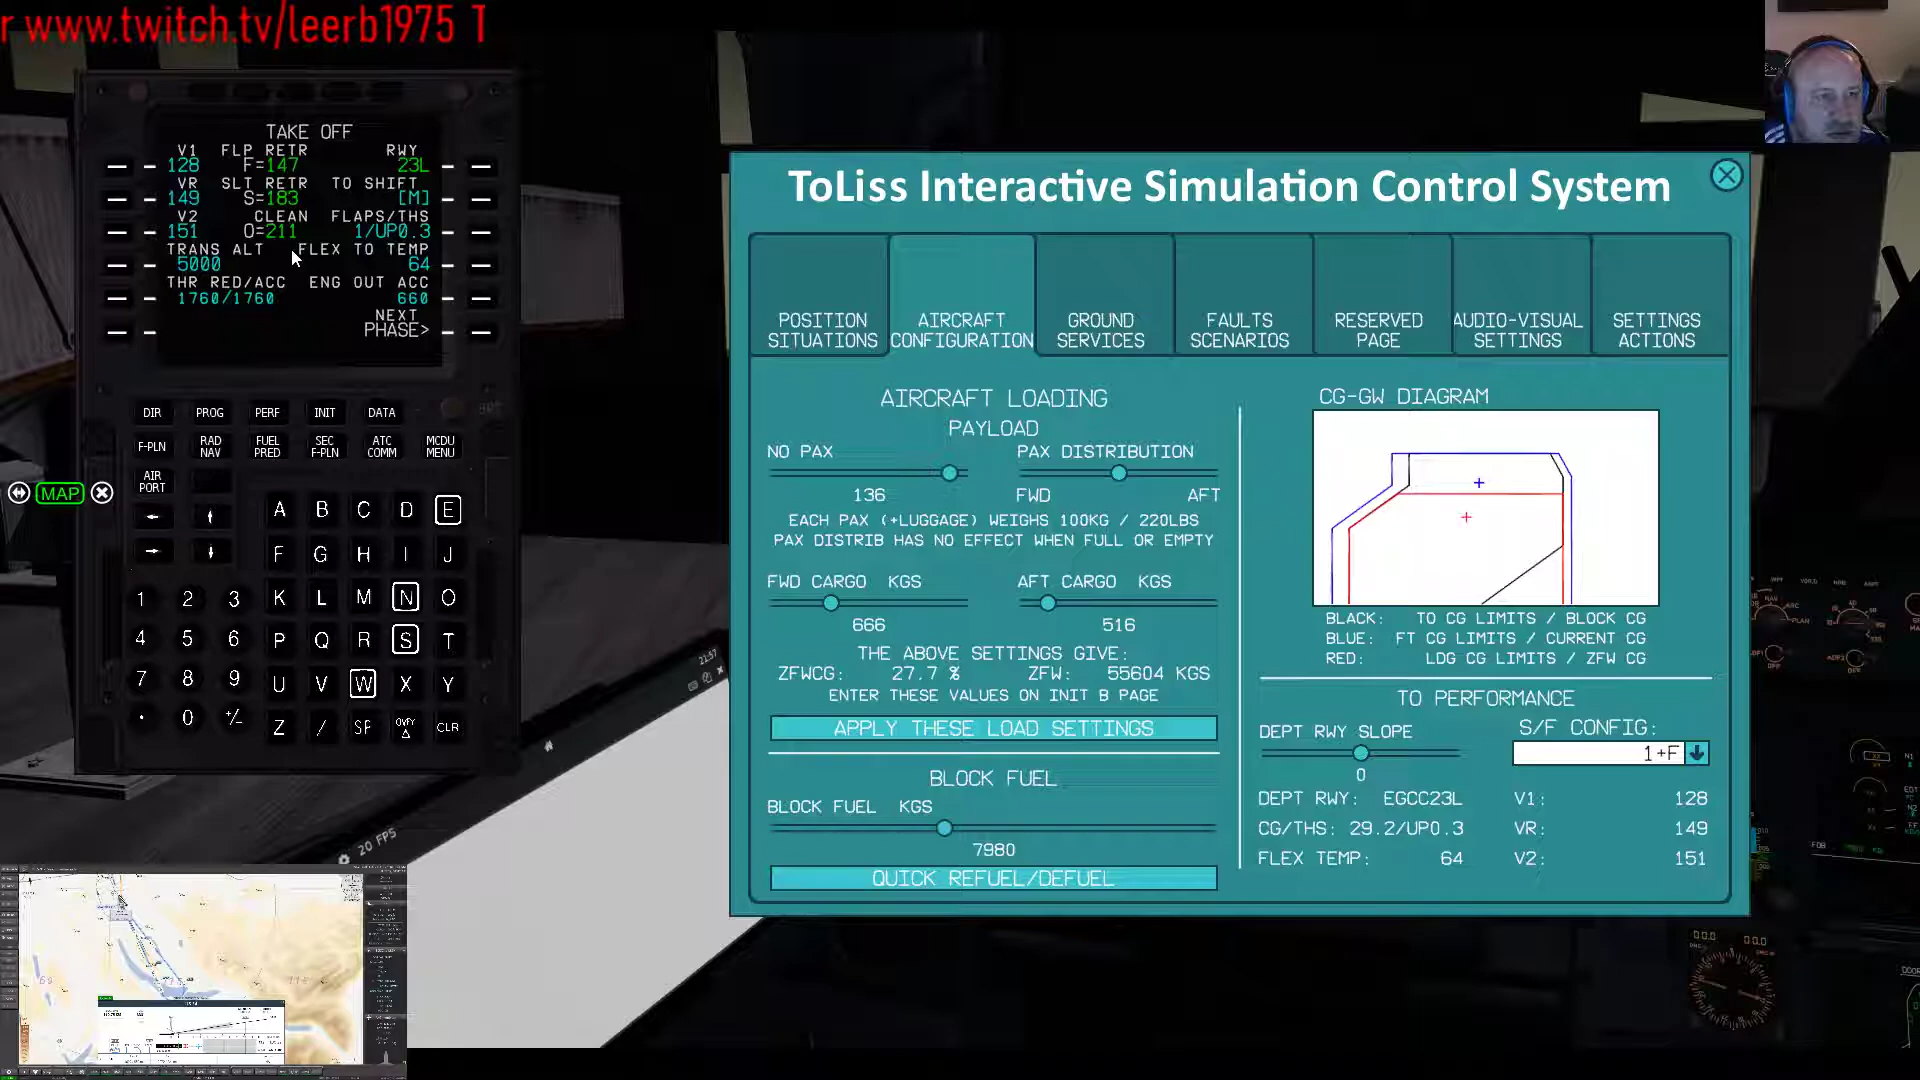 r www.twitch.tv/leerb1975 T
TAKE OFF
V1 FLP RETR RWY
128 F=147 23L
VR SLT RETR TO SHIFT
149 S=183 [M]
V2 CLEAN FLAPS/THS
151 O=211 1/UP0.3
TRANS ALT FLEX TO TEMP
5000 64
THR RED/ACC ENG OUT ACC
1760/1760 660
NEXT
PHASE>
DIR PROG PERF INIT DATA
F-PLN RAD NAV FUEL PRED SEC F-PLN ATC COMM MCDU MENU
AIR PORT
MAP
A B C D E
F G H I J
1 2 3 K L M N O
4 5 6 P Q R S T
7 8 9 U V W X Y
. 0 +/- Z / SP OVFY Δ CLR
21:57
20 FPS
ToLiss Interactive Simulation Control System
POSITION SITUATIONS
AIRCRAFT CONFIGURATION
GROUND SERVICES
FAULTS SCENARIOS
RESERVED PAGE
AUDIO-VISUAL SETTINGS
SETTINGS ACTIONS
AIRCRAFT LOADING
PAYLOAD
NO PAX PAX DISTRIBUTION
136 FWD AFT
EACH PAX (+LUGGAGE) WEIGHS 100KG / 220LBS
PAX DISTRIB HAS NO EFFECT WHEN FULL OR EMPTY
FWD CARGO KGS AFT CARGO KGS
666 516
THE ABOVE SETTINGS GIVE:
ZFWCG: 27.7 % ZFW: 55604 KGS
ENTER THESE VALUES ON INIT B PAGE
APPLY THESE LOAD SETTINGS
BLOCK FUEL
BLOCK FUEL KGS
7980
QUICK REFUEL/DEFUEL
CG-GW DIAGRAM
BLACK: TO CG LIMITS / BLOCK CG
BLUE: FT CG LIMITS / CURRENT CG
RED: LDG CG LIMITS / ZFW CG
TO PERFORMANCE
DEPT RWY SLOPE S/F CONFIG:
0 1+F
DEPT RWY: EGCC23L V1: 128
CG/THS: 29.2/UP0.3 VR: 149
FLEX TEMP: 64 V2: 151